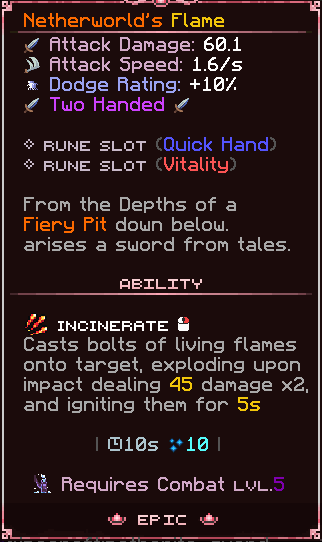 Netherworld's Flame
Attack Damage: 60.1
Attack Speed: 1.6/s
Dodge Rating: +10%
Two Handed
RUNE SLOT (Quick Hand)
RUNE SLOT (Vitality)
From the Depths of a
Fiery Pit down below.
arises a sword from tales.
ABILITY
INCINERATE
Casts bolts of living flames
onto target, exploding upon
impact dealing 45 damage x2,
and igniting them for 5s
| 10s 10 |
Requires Combat LVL.5
EPIC